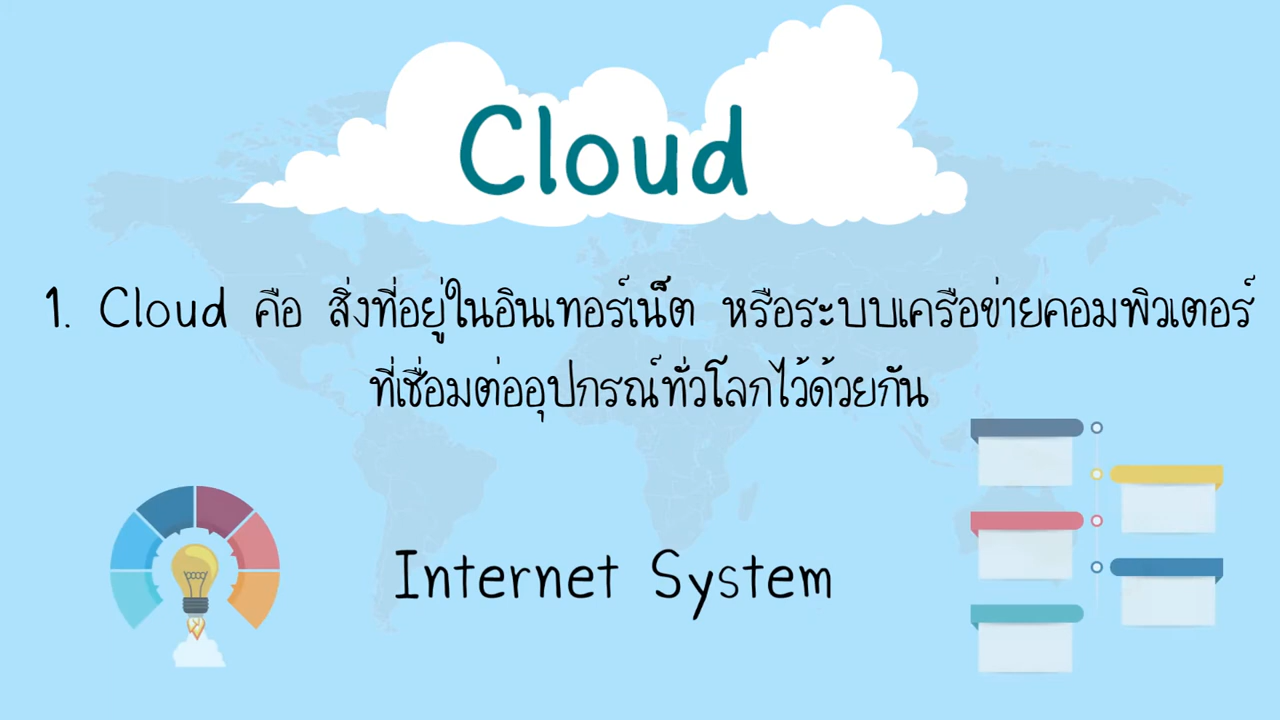 Cloud
1. Cloud คือ สิ่งที่อยู่ในอินเทอร์เน็ต หรือระบบเครือข่ายคอมพิวเตอร์
ที่เชื่อมต่ออุปกรณ์ทั่วโลกไว้ด้วยกัน
Internet System